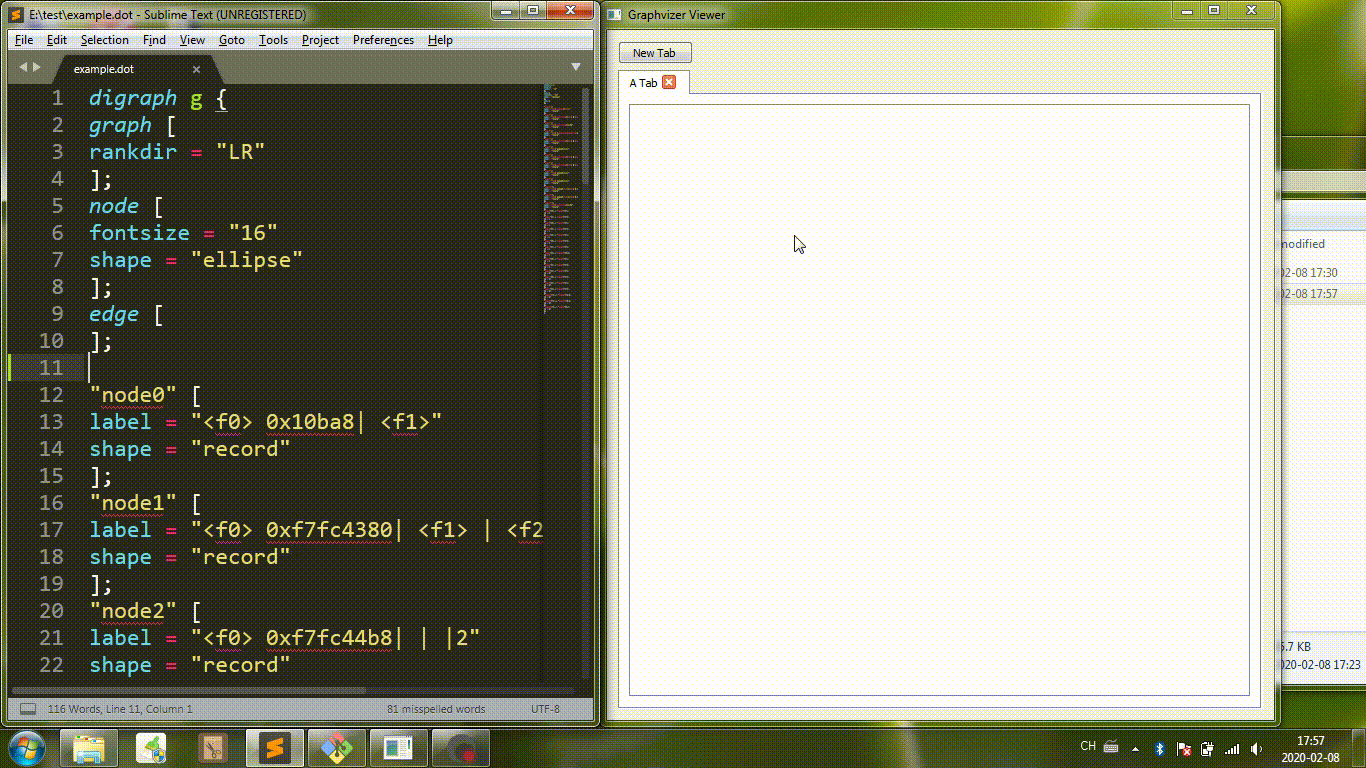 E:\test\example.dot - Sublime Text (UNREGISTERED)
File Edit Selection Find View Goto Tools Project Preferences Help
example.dot
1 digraph g {
2 graph [
3 rankdir = "LR"
4 ];
5 node [
6 fontsize = "16"
7 shape = "ellipse"
8 ];
9 edge [
10 ];
11
12 "node0" [
13 label = "<f0> 0x10ba8| <f1>"
14 shape = "record"
15 ];
16 "node1" [
17 label = "<f0> 0xf7fc4380| <f1> | <f2
18 shape = "record"
19 ];
20 "node2" [
21 label = "<f0> 0xf7fc44b8| | |2"
22 shape = "record"
116 Words, Line 11, Column 1 81 misspelled words UTF-8
Graphvizer Viewer
New Tab
A Tab
modified
02-08 17:30
02-08 17:57
5.7 KB
020-02-08 17:23
CH
17:57
2020-02-08